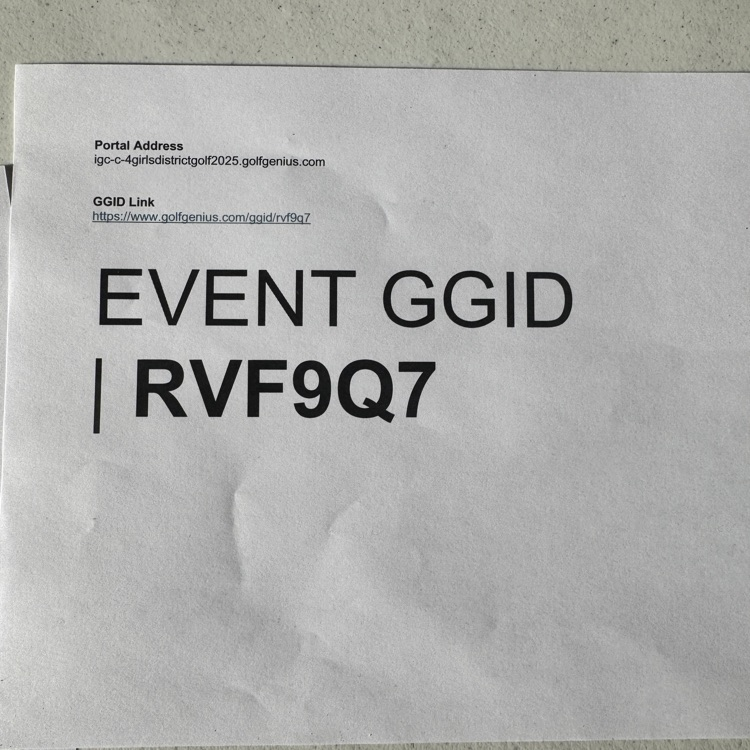 Portal Address
igc-c-4girlsdistrictgolf2025.golfgenius.com
GGID Link
https://www.golfgenius.com/ggid/rvf9q7
EVENT GGID
| RVF9Q7